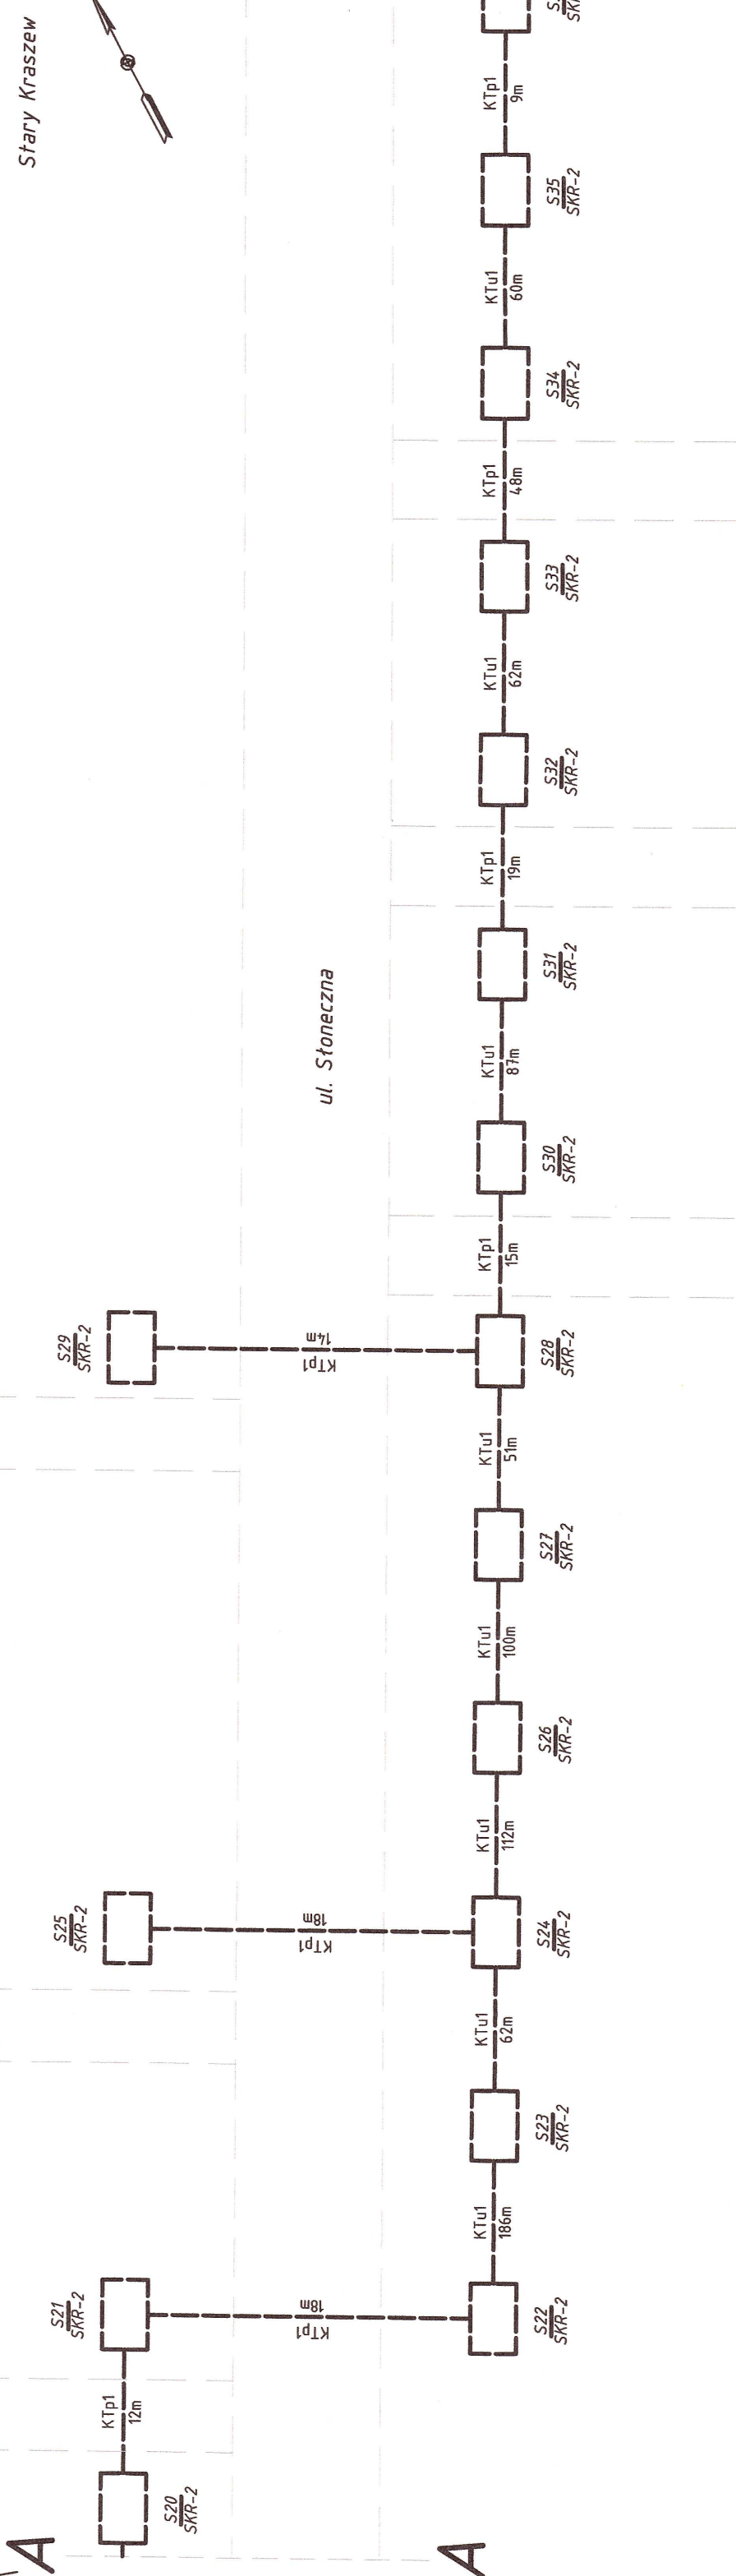 Stary Kraszew
ul. Słoneczna
A
A
S20
SKR-2
KTp1
12m
S21
SKR-2
KTp1
18m
S22
SKR-2
KTu1
186m
S23
SKR-2
KTu1
62m
S24
SKR-2
KTp1
18m
S25
SKR-2
KTu1
112m
S26
SKR-2
KTu1
100m
S27
SKR-2
KTu1
51m
S28
SKR-2
KTp1
14m
S29
SKR-2
KTp1
15m
S30
SKR-2
KTu1
87m
S31
SKR-2
KTp1
19m
S32
SKR-2
KTu1
62m
S33
SKR-2
KTp1
48m
S34
SKR-2
KTu1
60m
S35
SKR-2
KTp1
9m